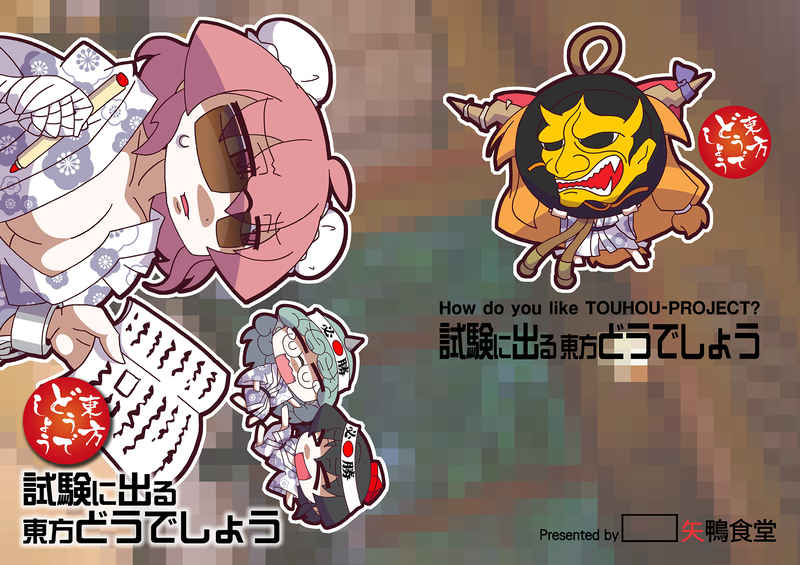 必勝
必勝
東方
どうで
しょう
試験に出る
東方どうでしょう
東方
どうで
しょう
How do you like TOUHOU-PROJECT?
試験に出る 東方どうでしょう
Presented by 矢鴨食堂